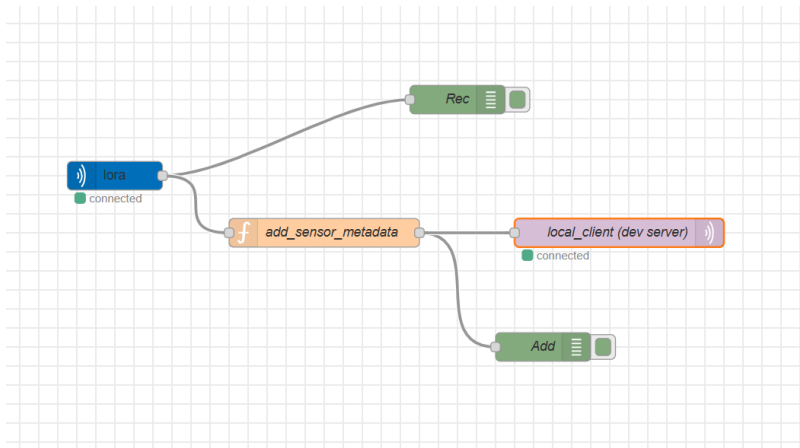 Rec
lora
connected
add_sensor_metadata
local_client (dev server)
connected
Add